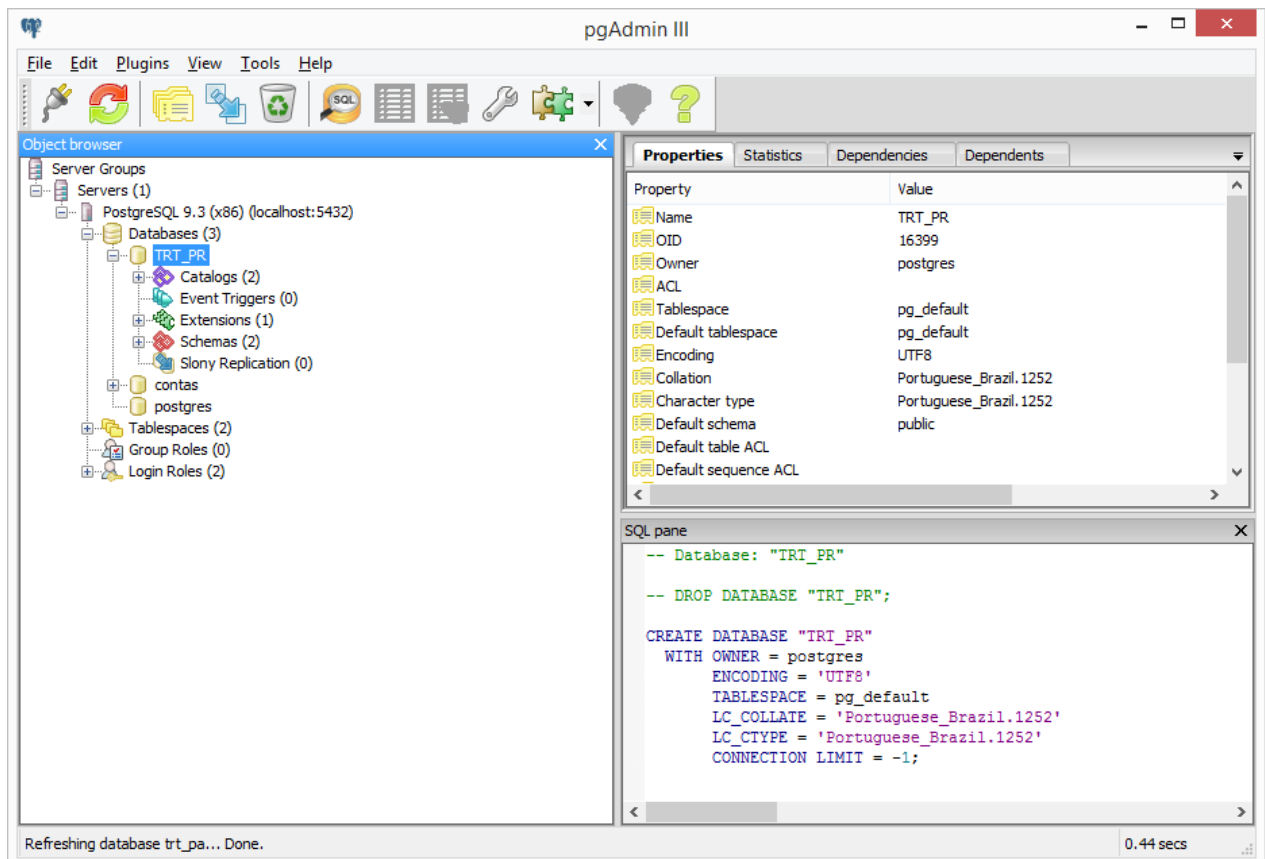 pgAdmin III
File Edit Plugins View Tools Help
SQL
Object browser
Server Groups
Servers (1)
PostgreSQL 9.3 (x86) (localhost:5432)
Databases (3)
TRT_PR
Catalogs (2)
Event Triggers (0)
Extensions (1)
Schemas (2)
Slony Replication (0)
contas
postgres
Tablespaces (2)
Group Roles (0)
Login Roles (2)
Properties Statistics Dependencies Dependents
Property Value
Name TRT_PR
OID 16399
Owner postgres
ACL
Tablespace pg_default
Default tablespace pg_default
Encoding UTF8
Collation Portuguese_Brazil.1252
Character type Portuguese_Brazil.1252
Default schema public
Default table ACL
Default sequence ACL
SQL pane
-- Database: "TRT_PR"
-- DROP DATABASE "TRT_PR";
CREATE DATABASE "TRT_PR"
WITH OWNER = postgres
ENCODING = 'UTF8'
TABLESPACE = pg_default
LC_COLLATE = 'Portuguese_Brazil.1252'
LC_CTYPE = 'Portuguese_Brazil.1252'
CONNECTION LIMIT = -1;
Refreshing database trt_pa... Done. 0.44 secs